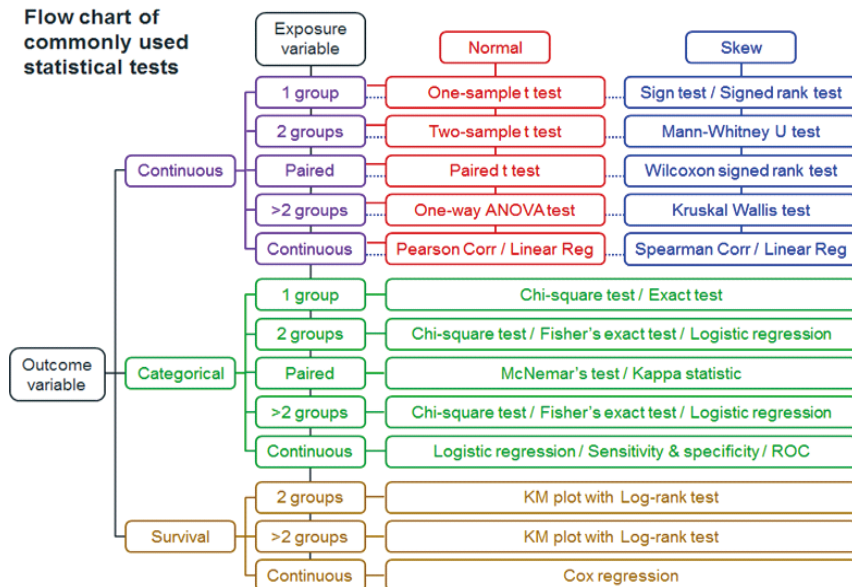 Flow chart of
commonly used
statistical tests
Exposure
variable
Normal
Skew
1 group
One-sample t test
Sign test / Signed rank test
2 groups
Two-sample t test
Mann-Whitney U test
Continuous
Paired
Paired t test
Wilcoxon signed rank test
>2 groups
One-way ANOVA test
Kruskal Wallis test
Continuous
Pearson Corr / Linear Reg
Spearman Corr / Linear Reg
1 group
Chi-square test / Exact test
2 groups
Chi-square test / Fisher's exact test / Logistic regression
Outcome
variable
Categorical
Paired
McNemar's test / Kappa statistic
>2 groups
Chi-square test / Fisher's exact test / Logistic regression
Continuous
Logistic regression / Sensitivity & specificity / ROC
2 groups
KM plot with Log-rank test
Survival
>2 groups
KM plot with Log-rank test
Continuous
Cox regression